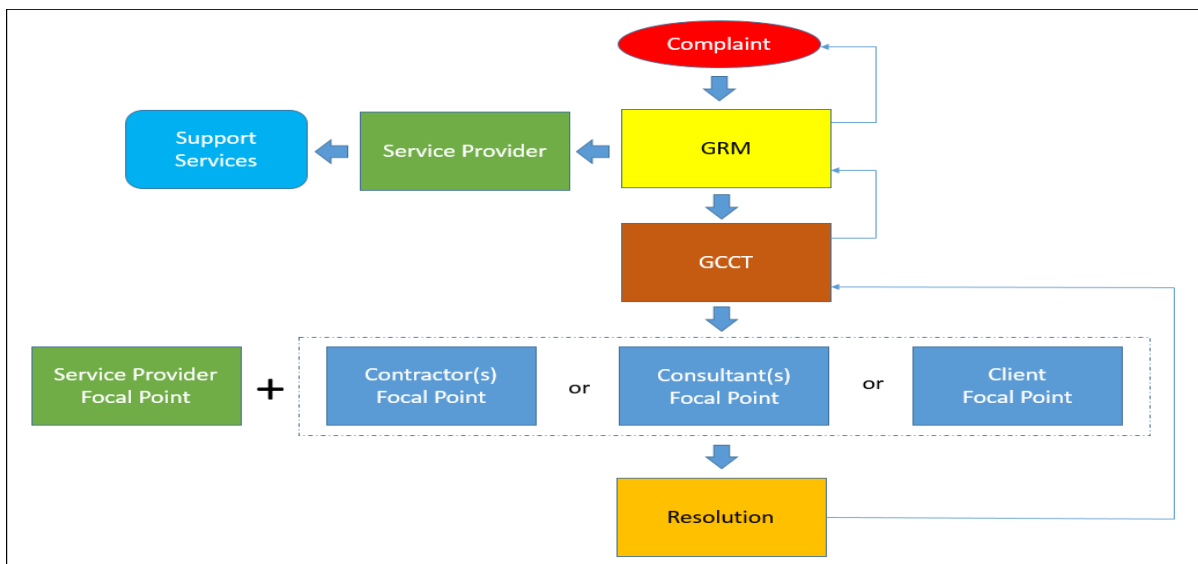 Complaint
Support
Services
Service Provider
GRM
GCCT
Service Provider
Focal Point
+
Contractor(s)
Focal Point
or
Consultant(s)
Focal Point
or
Client
Focal Point
Resolution